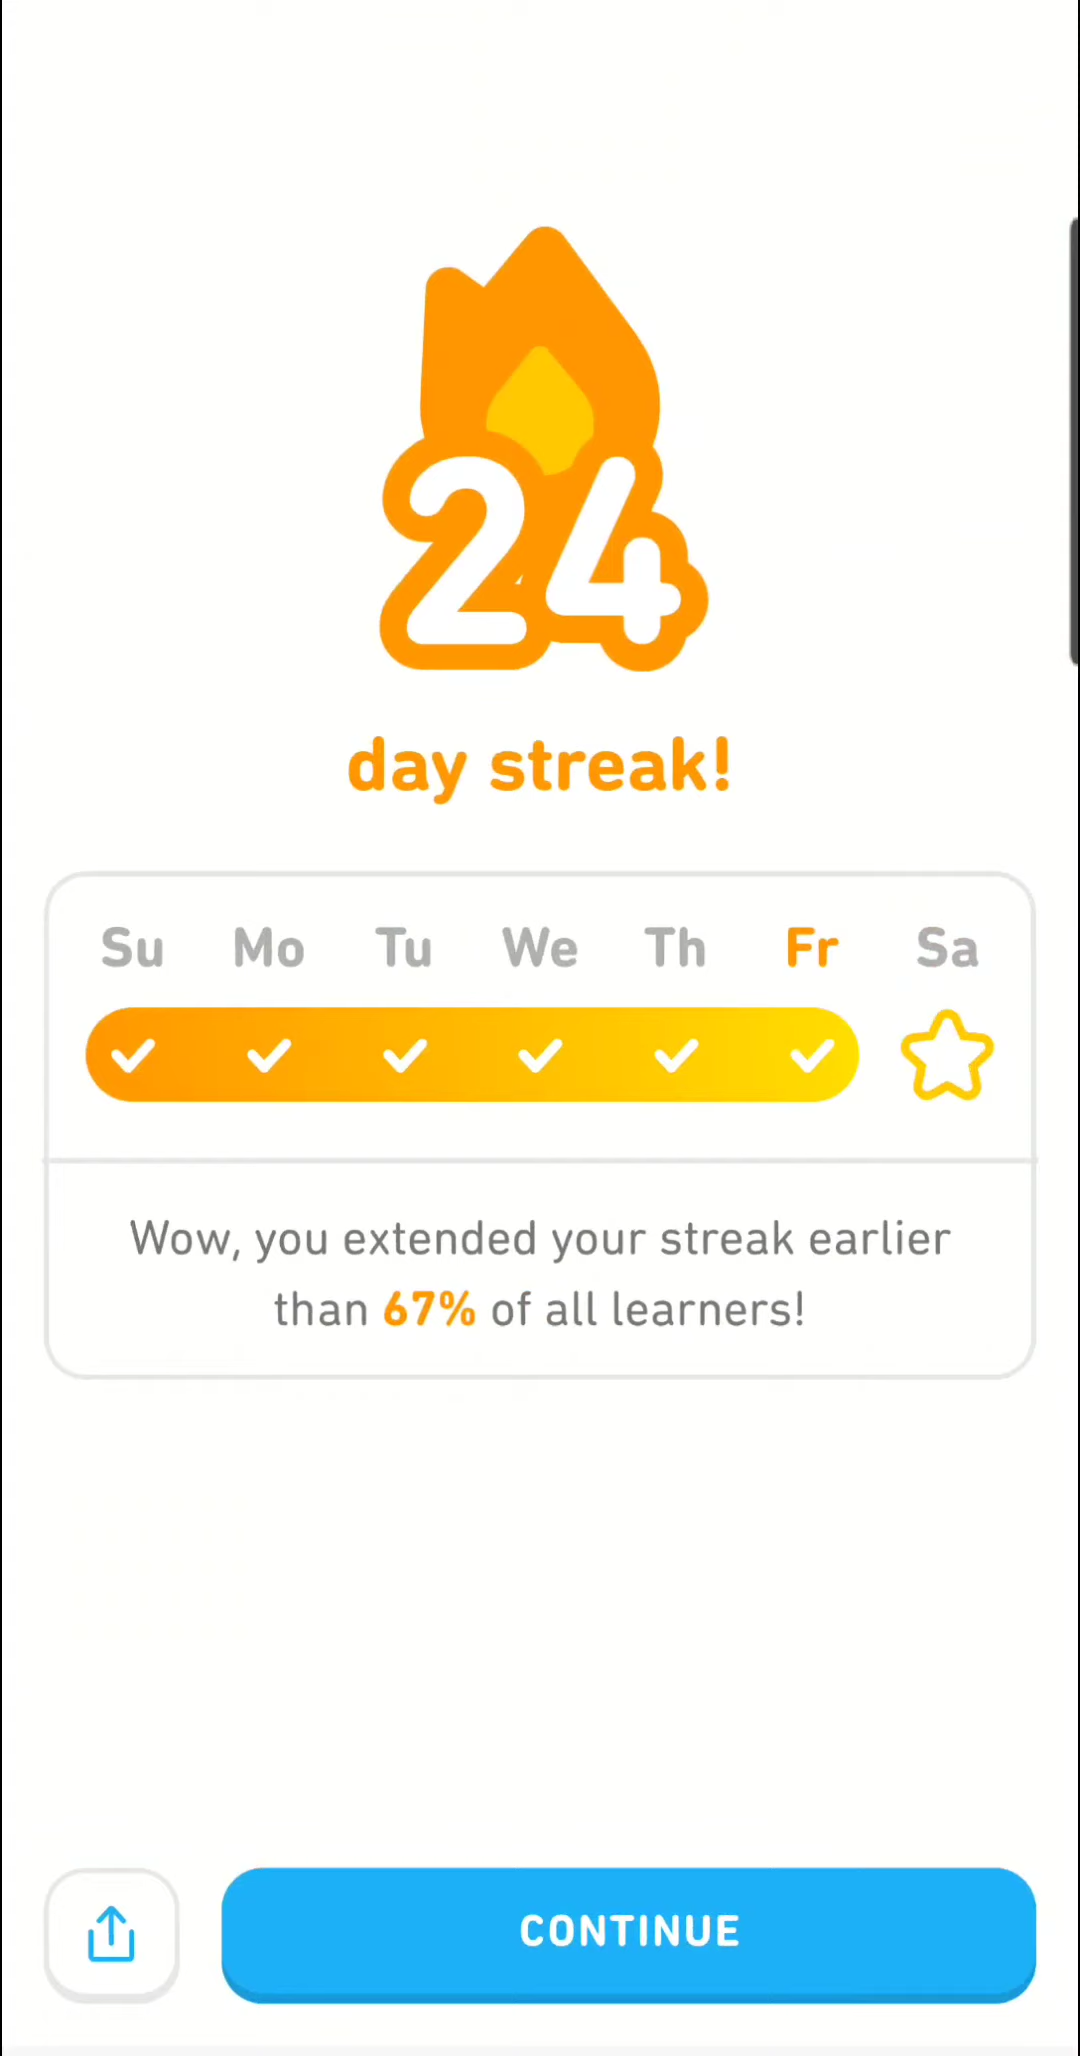 24
day streak!
Su Mo Tu We Th Fr Sa
Wow, you extended your streak earlier
than 67% of all learners!
CONTINUE